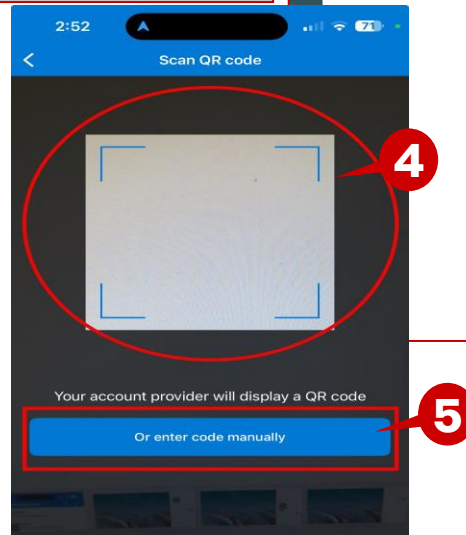 2:52
71
Scan QR code
4
Your account provider will display a QR code
Or enter code manually
5